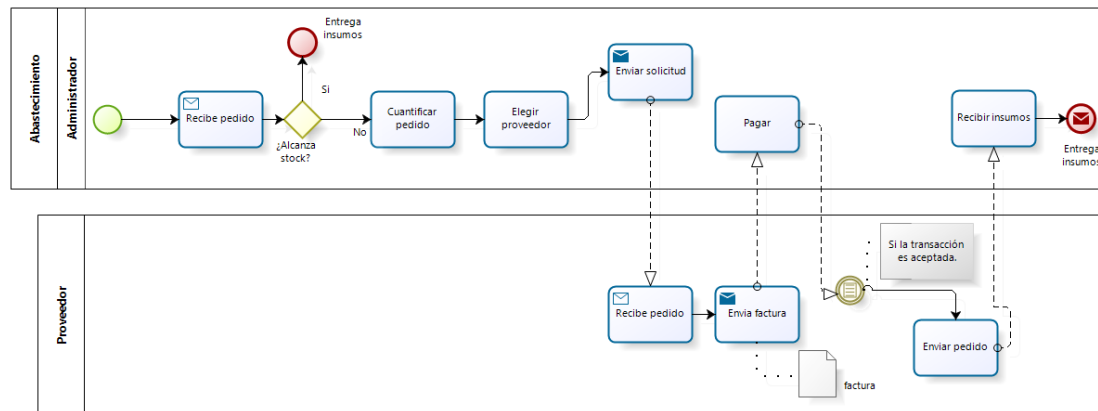 Abastecimiento
Administrador
Entrega
insumos
Si
Recibe pedido
¿Alcanza
stock?
No
Cuantificar
pedido
Elegir
proveedor
Enviar solicitud
Pagar
Recibir insumos
Entrega
insumos
Proveedor
Si la transacción
es aceptada.
Recibe pedido
Envia factura
Enviar pedido
factura